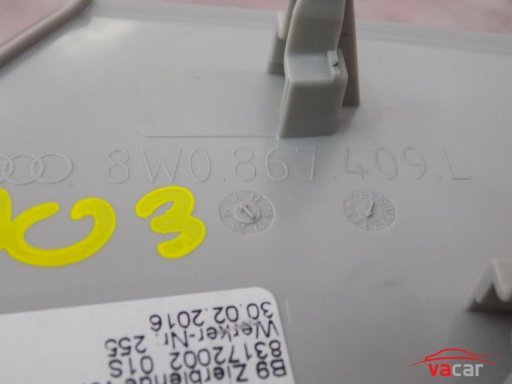 8W0.867.409.L
3
B9 Zierblende
83172002 01S
Werker-Nr. 255
30.02.2016
vacar